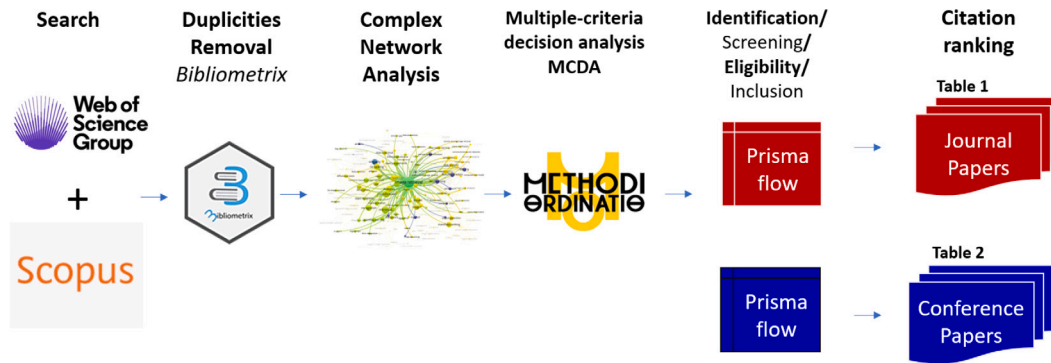 Search
Web of
Science
Group
+
Scopus
Duplicities
Removal
Bibliometrix
Bibliometrix
Complex
Network
Analysis
Multiple-criteria
decision analysis
MCDA
METHODI
ORDINATIO
Identification/
Screening/
Eligibility/
Inclusion
Prisma
flow
Prisma
flow
Citation
ranking
Table 1
Journal
Papers
Table 2
Conference
Papers